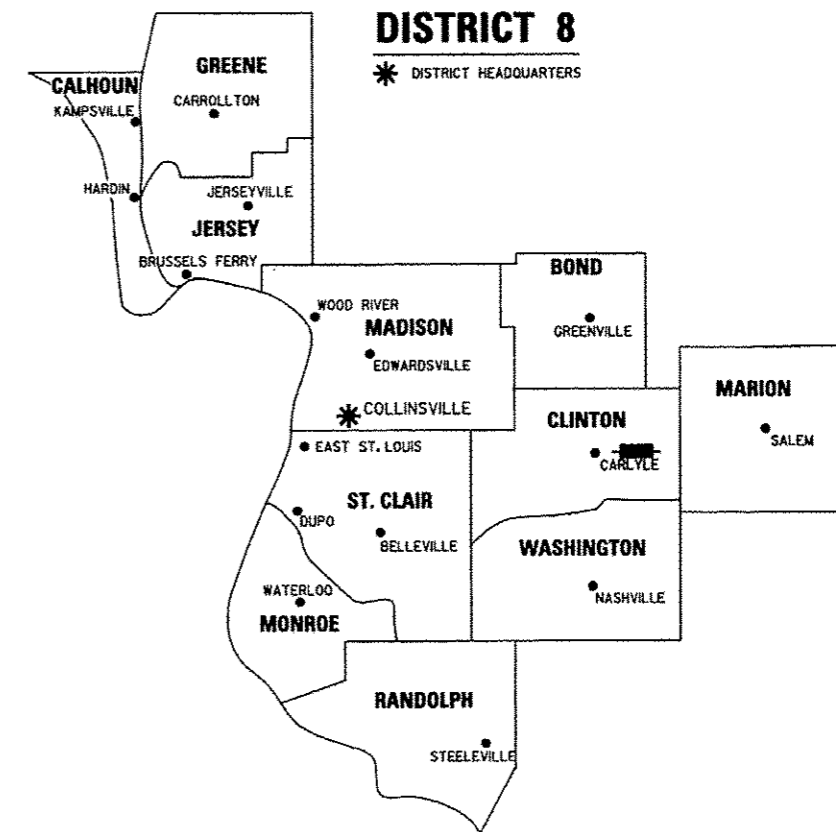 DISTRICT 8
DISTRICT HEADQUARTERS
GREENE
CALHOUN
KAMPSVILLE
CARROLLTON
HARDIN
JERSEYVILLE
JERSEY
BRUSSELS FERRY
BOND
WOOD RIVER
MADISON
GREENVILLE
EDWARDSVILLE
MARION
COLLINSVILLE
CLINTON
SALEM
EAST ST. LOUIS
CARLYLE
ST. CLAIR
DUPO
BELLEVILLE
WASHINGTON
WATERLOO
NASHVILLE
MONROE
RANDOLPH
STEELEVILLE